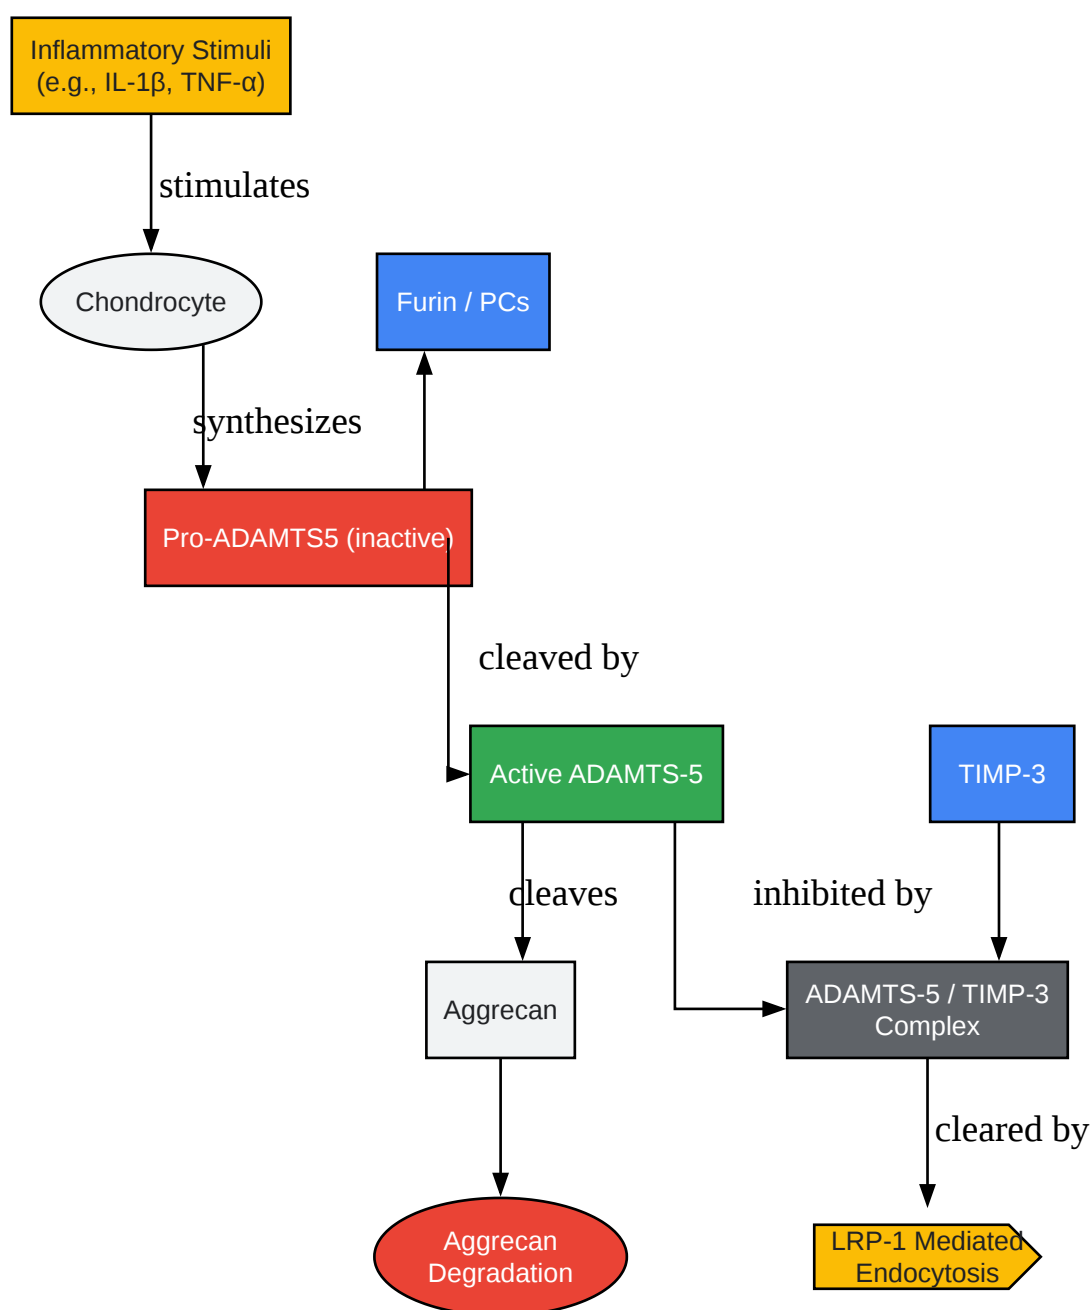 Inflammatory Stimuli
(e.g., IL-1β, TNF-α)
stimulates
Chondrocyte
Furin / PCs
synthesizes
Pro-ADAMTS5 (inactive)
cleaved by
Active ADAMTS-5
TIMP-3
cleaves
inhibited by
Aggrecan
ADAMTS-5 / TIMP-3
Complex
cleared by
Aggrecan
Degradation
LRP-1 Mediated
Endocytosis